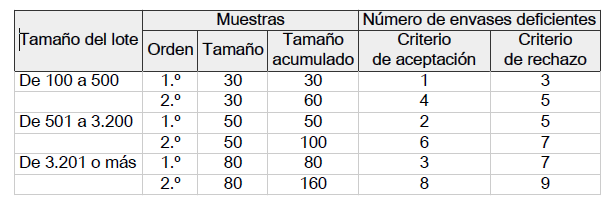 Tamaño del lote Muestras Número de envases deficientes
Orden Tamaño Tamaño acumulado Criterio de aceptación Criterio de rechazo
De 100 a 500 1.º 30 30 1 3
2.º 30 60 4 5
De 501 a 3.200 1.º 50 50 2 5
2.º 50 100 6 7
De 3.201 o más 1.º 80 80 3 7
2.º 80 160 8 9